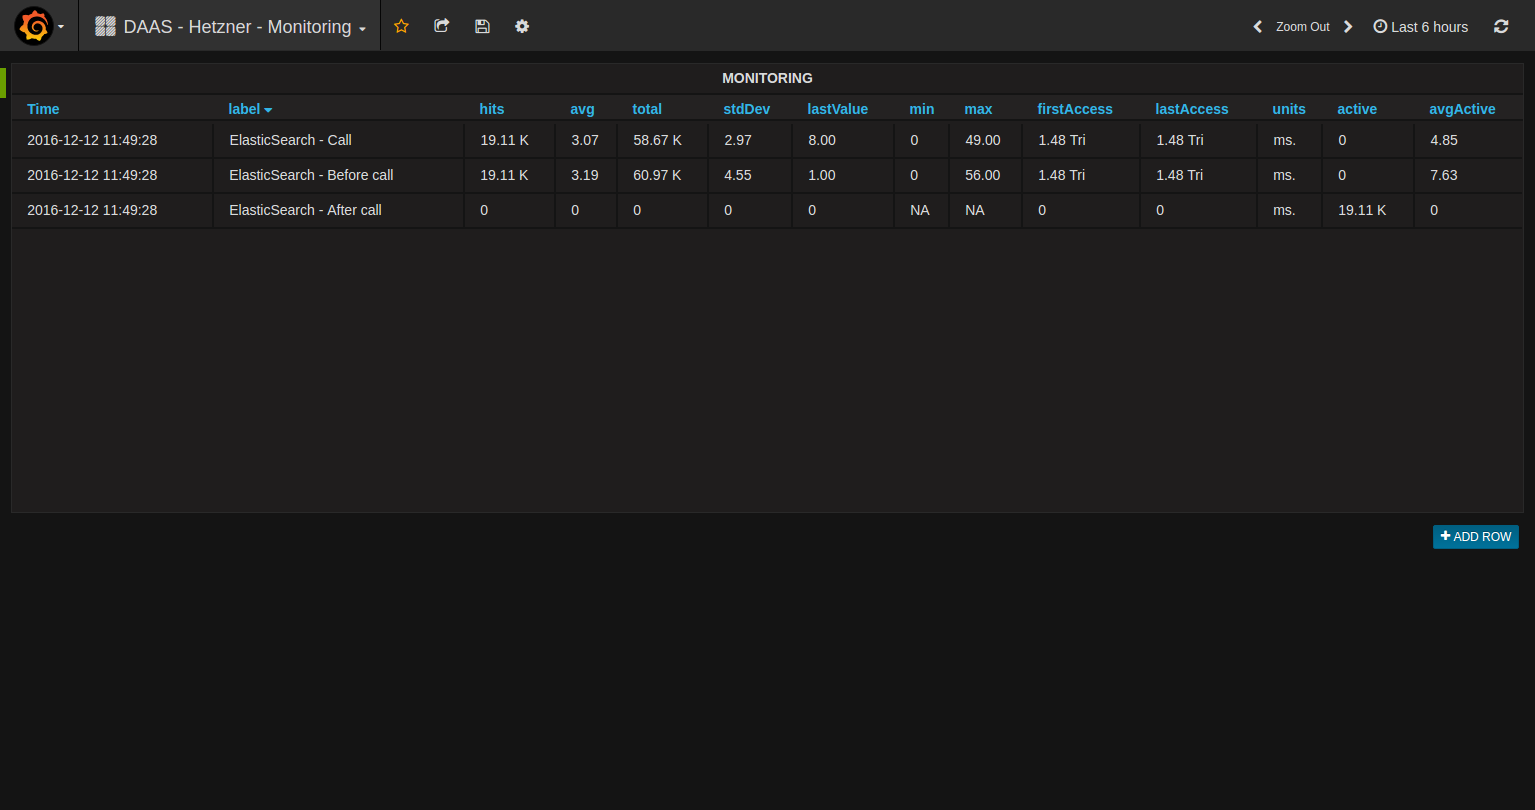 DAAS - Hetzner - Monitoring Zoom Out Last 6 hours
MONITORING
Time label hits avg total stdDev lastValue min max firstAccess lastAccess units active avgActive
2016-12-12 11:49:28 ElasticSearch - Call 19.11 K 3.07 58.67 K 2.97 8.00 0 49.00 1.48 Tri 1.48 Tri ms. 0 4.85
2016-12-12 11:49:28 ElasticSearch - Before call 19.11 K 3.19 60.97 K 4.55 1.00 0 56.00 1.48 Tri 1.48 Tri ms. 0 7.63
2016-12-12 11:49:28 ElasticSearch - After call 0 0 0 0 0 NA NA 0 0 ms. 19.11 K 0
ADD ROW